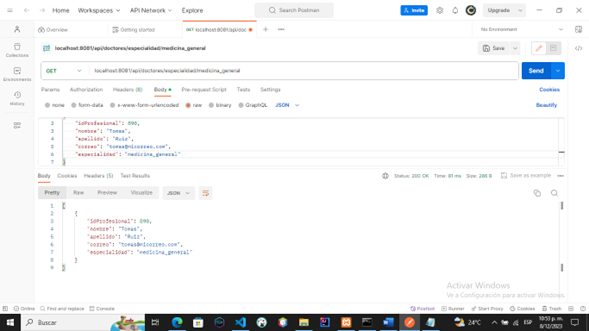 Home Workspaces API Network Explore Search Postman Invite Upgrade
Overview Getting started GET localhost:8081/api/doc No Environment
localhost:8081/api/doctores/especialidad/medicina_general Save
GET localhost:8081/api/doctores/especialidad/medicina_general Send
Params Authorization Headers (8) Body Pre-request Script Tests Settings Cookies
none form-data x-www-form-urlencoded raw binary GraphQL JSON Beautify
Collections
Environments
History
2 "idProfesional": 890,
3 "nombre": "Tomas",
4 "apellido": "Ruiz",
5 "correo": "tomas@micorreo.com",
6 "especialidad": "medicina_general"
7 }
Body Cookies Headers (5) Test Results Status: 200 OK Time: 81 ms Size: 286 B Save as example
Pretty Raw Preview Visualize JSON
1 [
2 {
3 "idProfesional": 890,
4 "nombre": "Tomas",
5 "apellido": "Ruiz",
6 "correo": "tomas@micorreo.com",
7 "especialidad": "medicina_general"
8 }
9 ]
Activar Windows
Ve a Configuración para activar Windows.
Online Find and replace Console Postbot Runner Start Proxy Cookies Trash
Buscar 24°C ESP 10:53 p. m.
6/12/2023